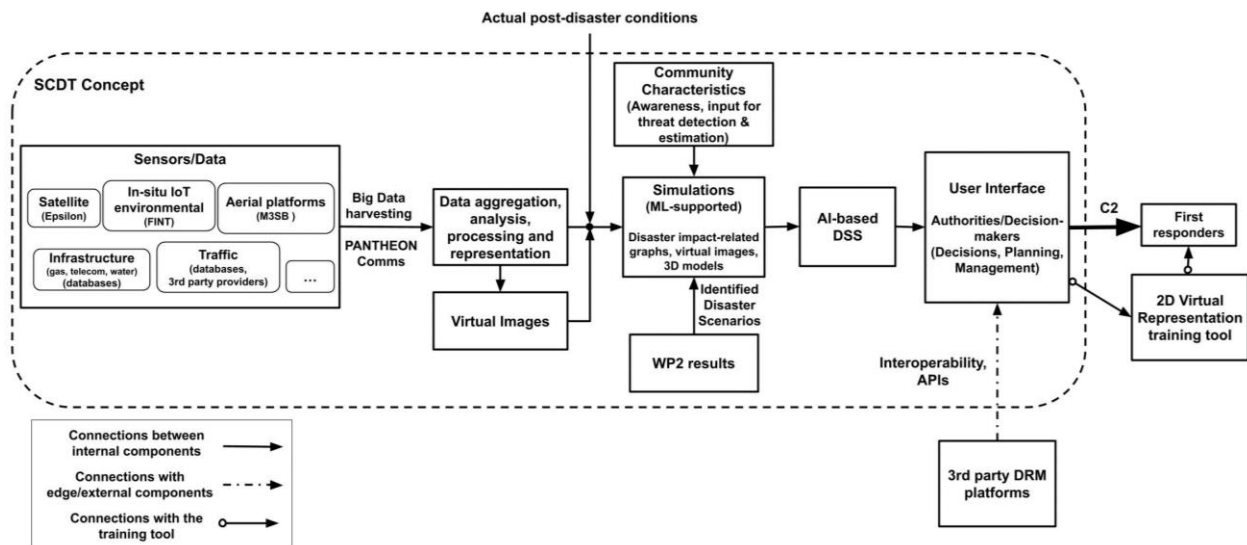 Actual post-disaster conditions
SCDT Concept
Sensors/Data
Satellite
(Epsilon)
In-situ IoT
environmental
(FINT)
Aerial platforms
(M3SB )
Infrastructure
(gas, telecom, water)
(databases)
Traffic
(databases,
3rd party providers)
...
Big Data
harvesting
PANTHEON
Comms
Data aggregation,
analysis,
processing and
representation
Virtual Images
Community
Characteristics
(Awareness, input for
threat detection &
estimation)
Simulations
(ML-supported)
Disaster impact-related
graphs, virtual images,
3D models
Identified
Disaster
Scenarios
WP2 results
AI-based
DSS
User Interface
Authorities/Decision-
makers
(Decisions, Planning,
Management)
C2
First
responders
2D Virtual
Representation
training tool
Interoperability,
APIs
3rd party DRM
platforms
Connections between
internal components
Connections with
edge/external components
Connections with the
training tool